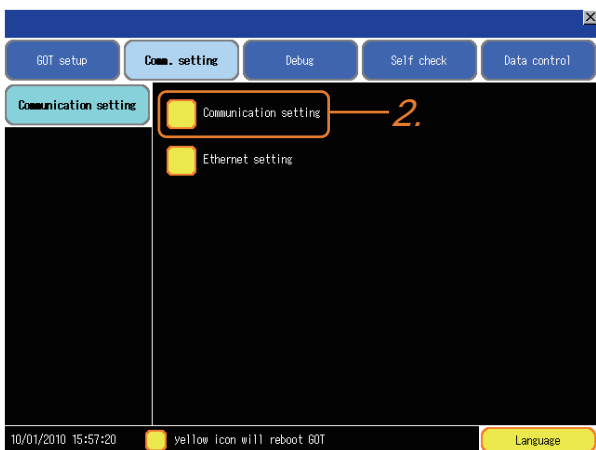 GOT setup
Comm. setting
Debug
Self check
Data control
Communication setting
Communication setting
2.
Ethernet setting
10/01/2010 15:57:20
yellow icon will reboot GOT
Language